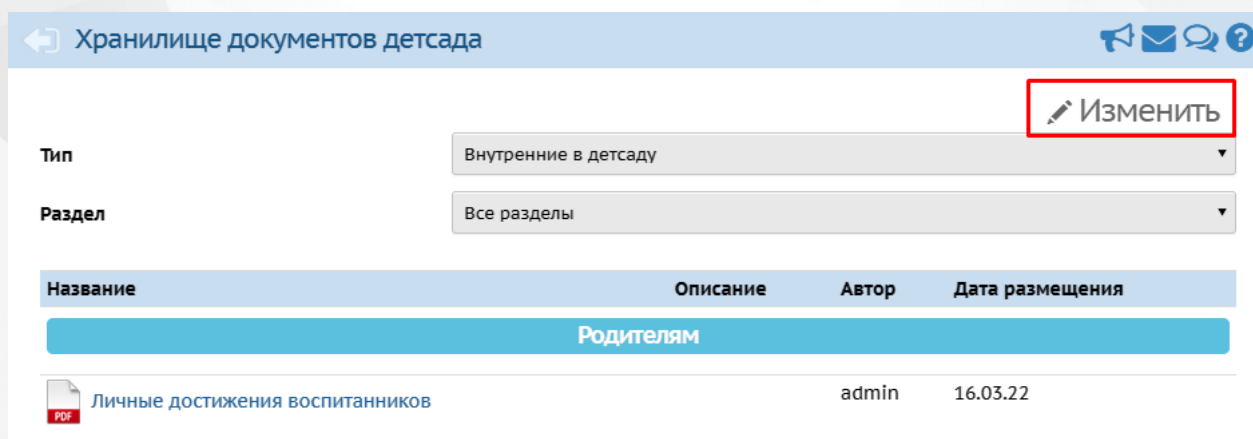 Хранилище документов детсада
Изменить
Тип Внутренние в детсаду
Раздел Все разделы
Название Описание Автор Дата размещения
Родителям
PDF Личные достижения воспитанников admin 16.03.22